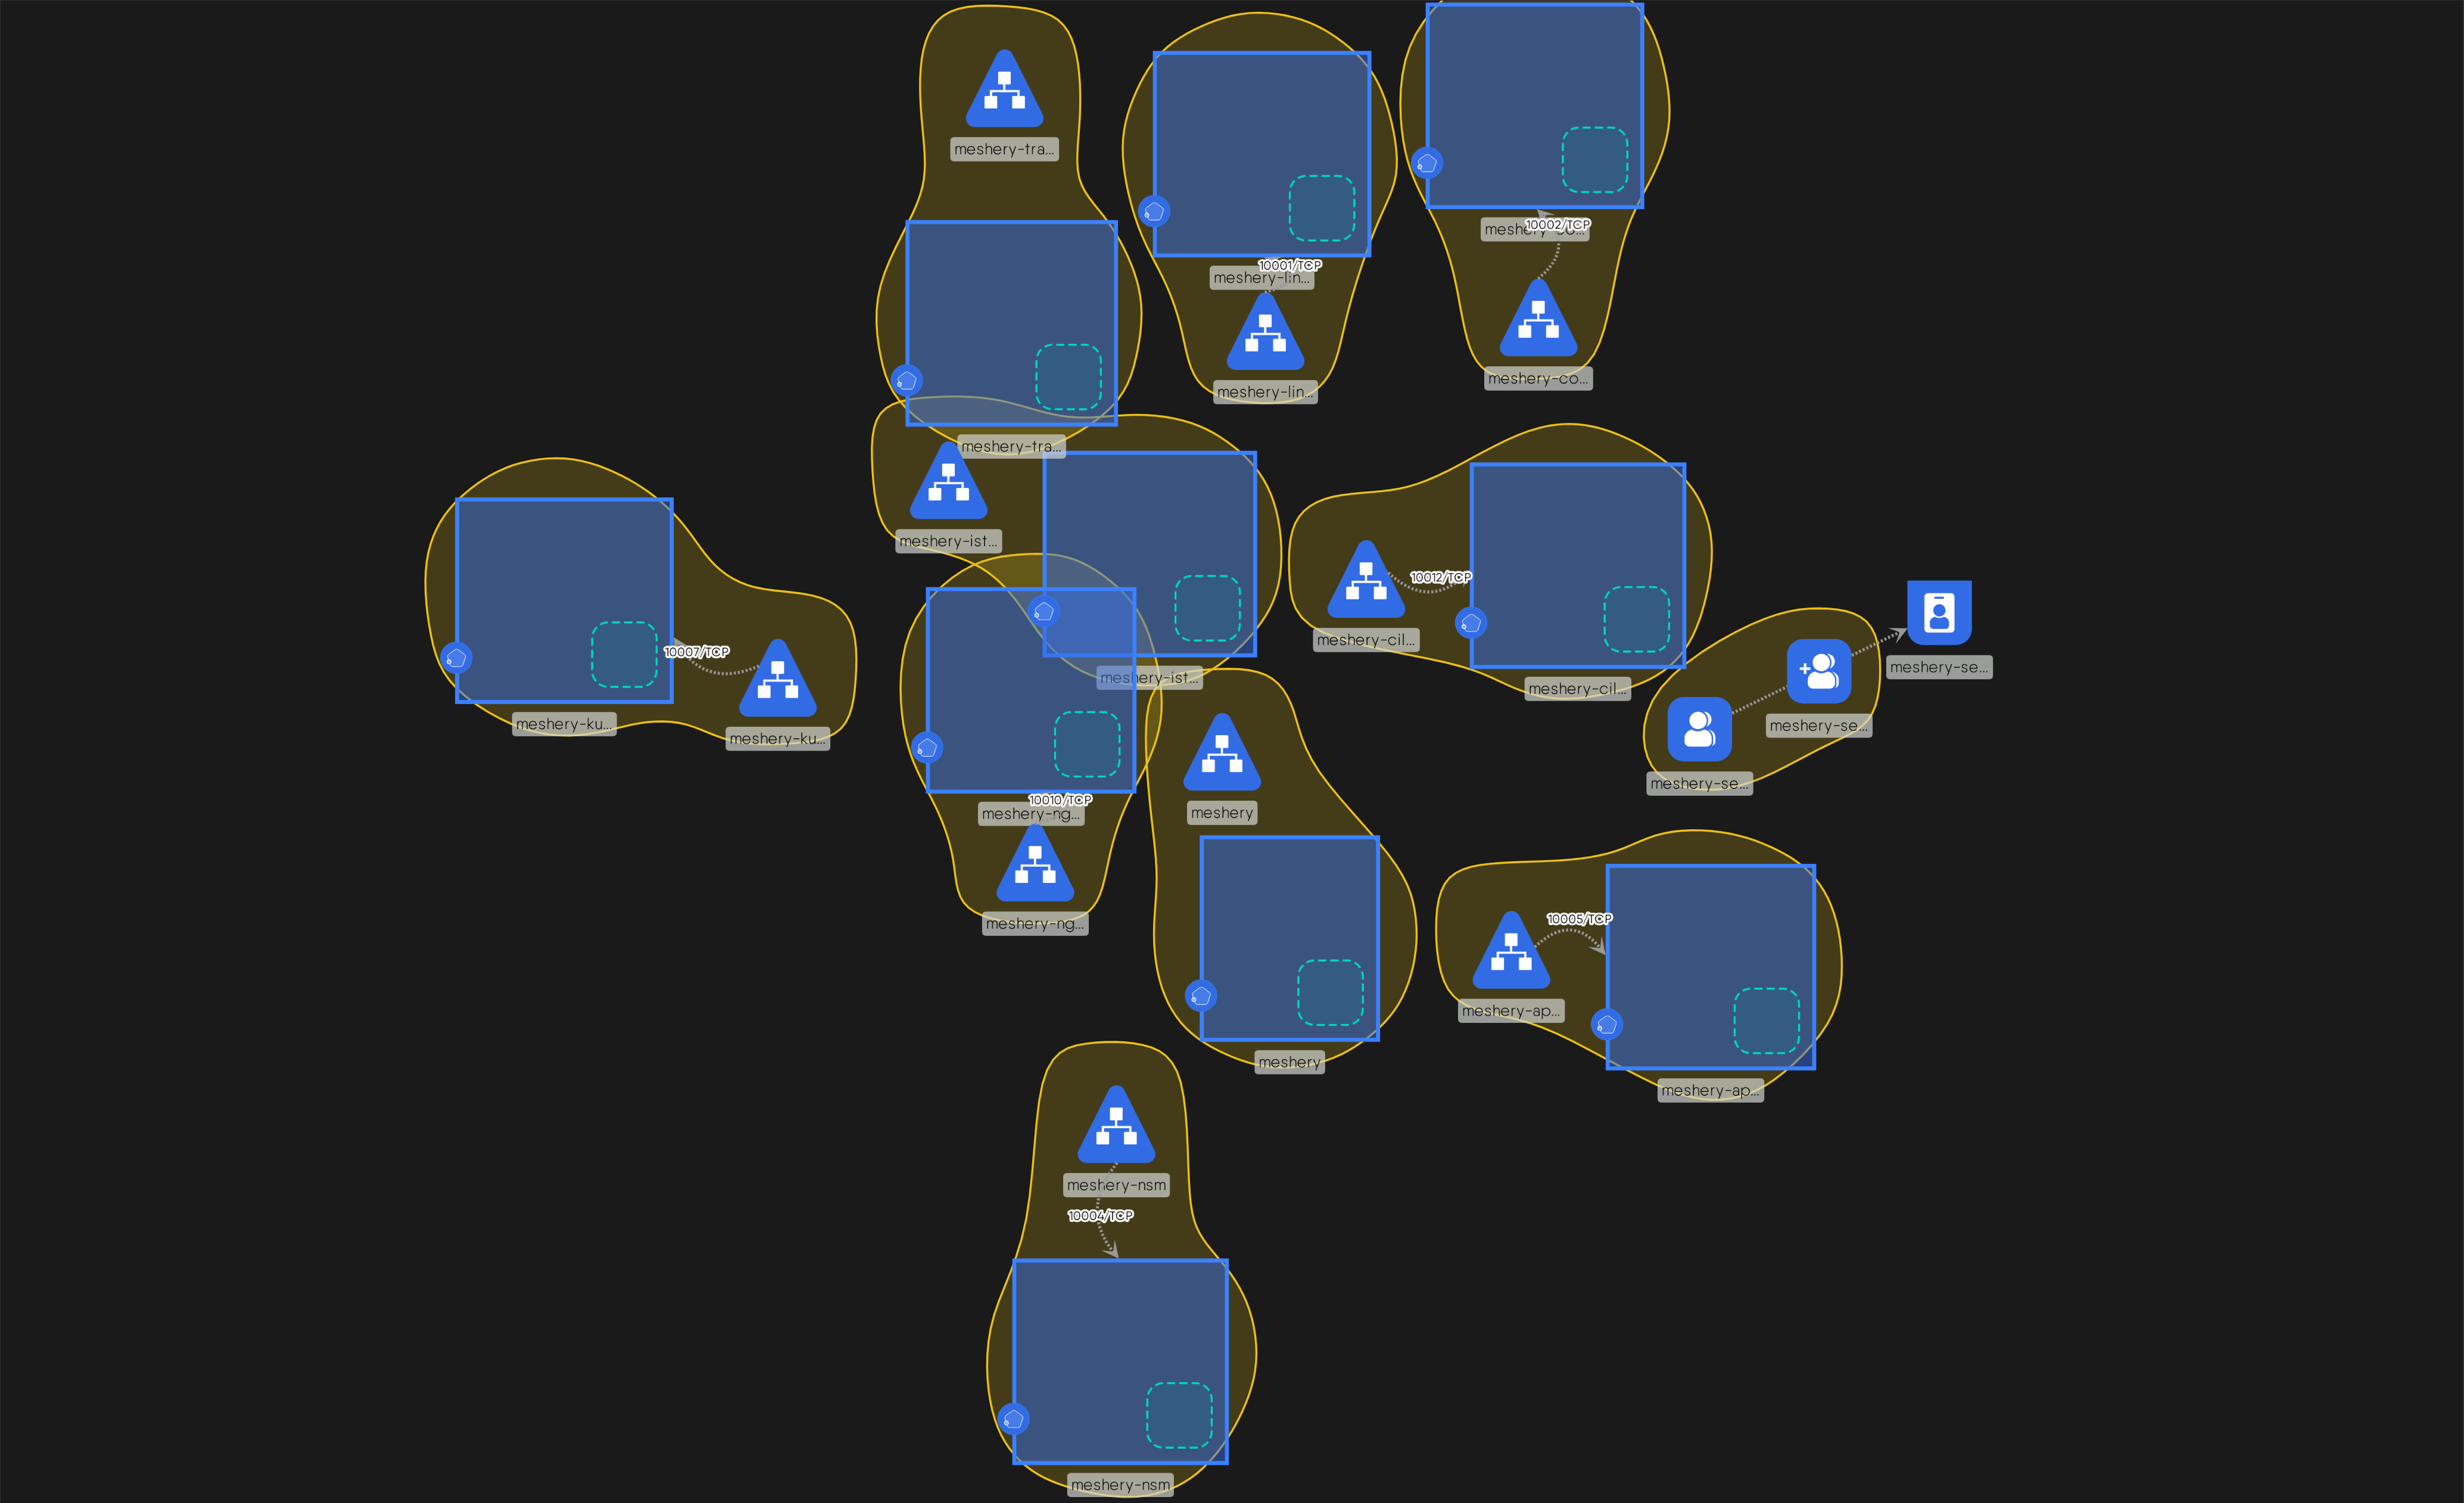 meshery-tra...
meshery-tra...
10001/TCP
meshery-lin...
meshery-lin...
10002/TCP
meshery-co...
meshery-ist...
meshery-ist...
10012/TCP
meshery-cil...
meshery-cil...
10007/TCP
meshery-ku...
meshery-ku...
meshery-se...
meshery-se...
meshery-se...
10010/TCP
meshery-ng...
meshery-ng...
meshery
meshery
10005/TCP
meshery-ap...
meshery-ap...
meshery-nsm
10004/TCP
meshery-nsm